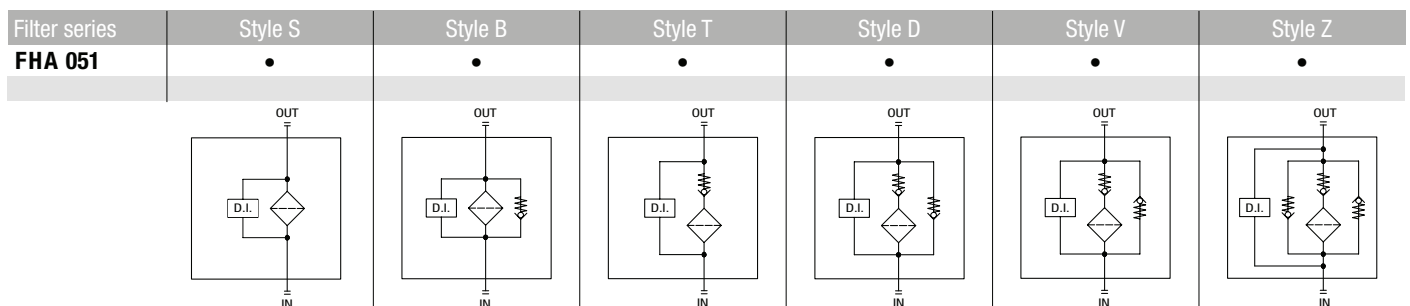 Filter series Style S Style B Style T Style D Style V Style Z
FHA 051 • • • • • •
OUT OUT OUT OUT OUT OUT
D.I. D.I. D.I. D.I. D.I. D.I.
IN IN IN IN IN IN